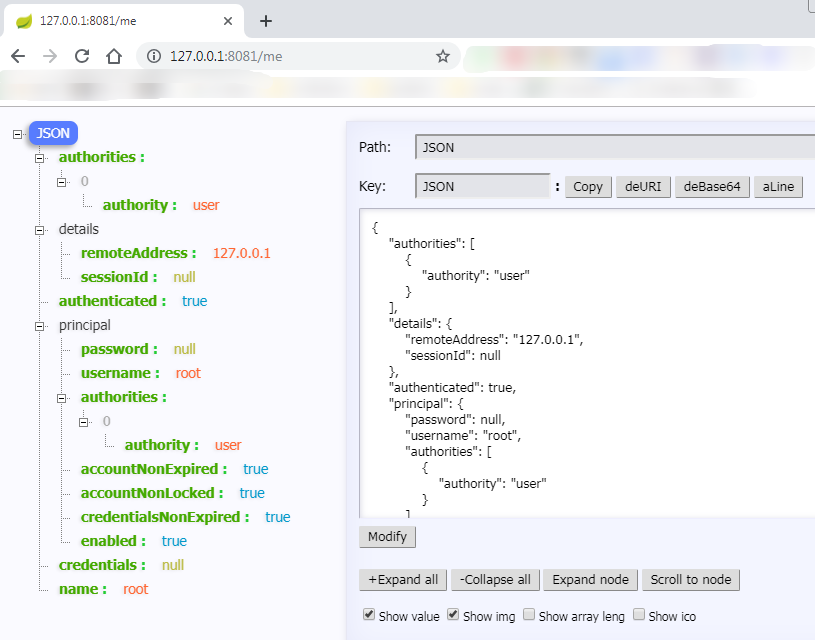 127.0.0.1:8081/me
127.0.0.1:8081/me
JSON
authorities :
0
authority : user
details
remoteAddress : 127.0.0.1
sessionId : null
authenticated : true
principal
password : null
username : root
authorities :
0
authority : user
accountNonExpired : true
accountNonLocked : true
credentialsNonExpired : true
enabled : true
credentials : null
name : root
Path: JSON
Key: JSON : Copy deURI deBase64 aLine
{
"authorities": [
{
"authority": "user"
}
],
"details": {
"remoteAddress": "127.0.0.1",
"sessionId": null
},
"authenticated": true,
"principal": {
"password": null,
"username": "root",
"authorities": [
{
"authority": "user"
}
]
Modify
+Expand all -Collapse all Expand node Scroll to node
Show value Show img Show array leng Show ico